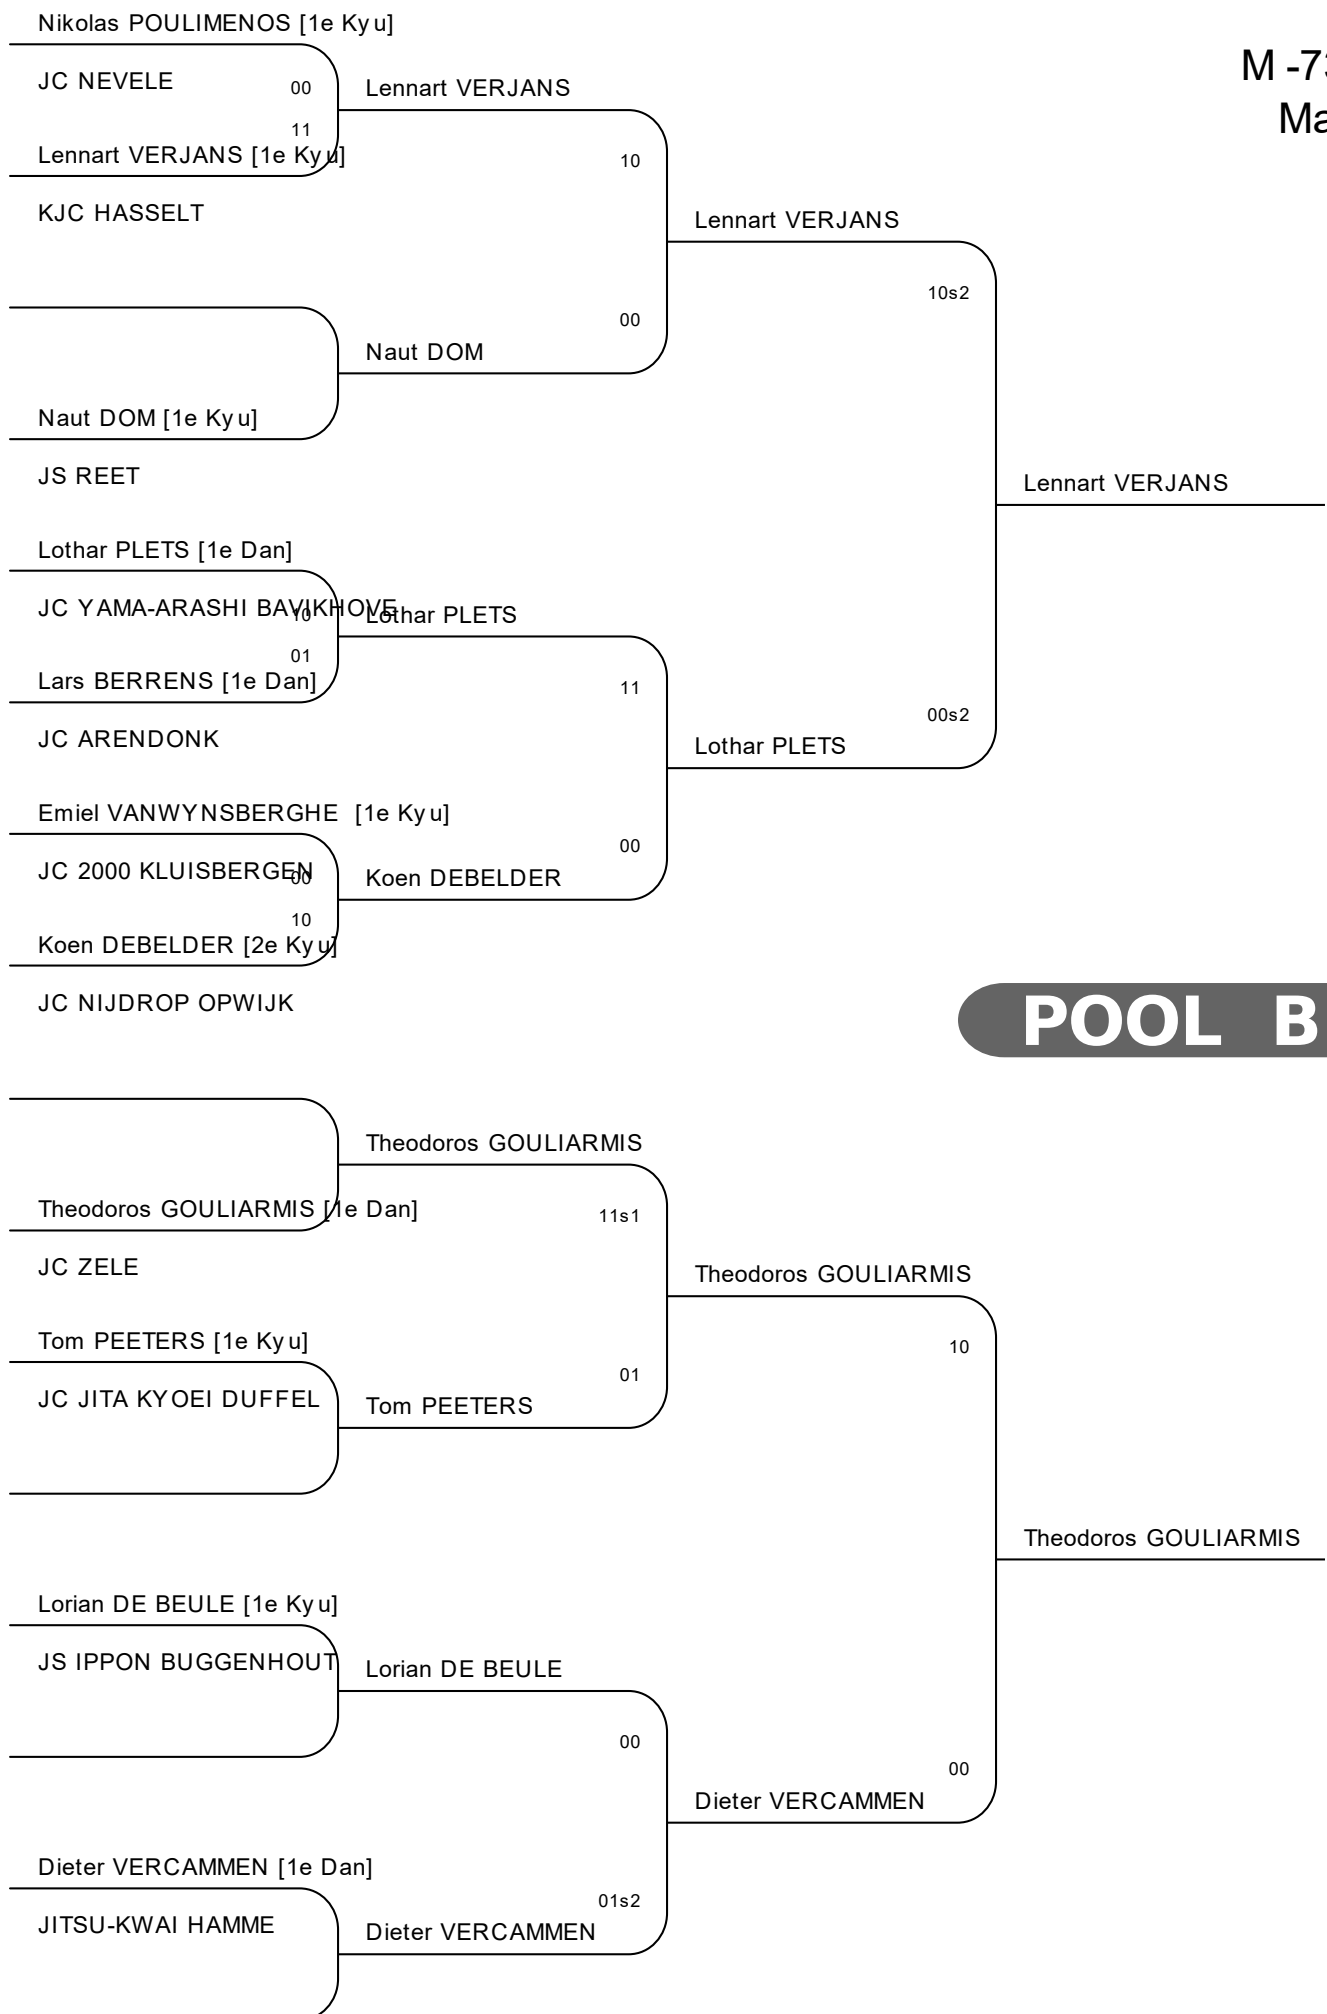 Nikolas POULIMENOS [1e Kyu]
M -73
Ma
JC NEVELE
00
Lennart VERJANS
11
Lennart VERJANS [1e Kyu]
10
KJC HASSELT
Lennart VERJANS
10s2
00
Naut DOM
Naut DOM [1e Kyu]
JS REET
Lennart VERJANS
Lothar PLETS [1e Dan]
JC YAMA-ARASHI BAVIKHOVE
10
Lothar PLETS
01
Lars BERRENS [1e Dan]
11
00s2
JC ARENDONK
Lothar PLETS
Emiel VANWYNSBERGHE [1e Kyu]
00
JC 2000 KLUISBERGEN
00
Koen DEBELDER
10
Koen DEBELDER [2e Kyu]
JC NIJDROP OPWIJK
POOL B
Theodoros GOULIARMIS
Theodoros GOULIARMIS [1e Dan]
11s1
JC ZELE
Theodoros GOULIARMIS
Tom PEETERS [1e Kyu]
10
01
JC JITA KYOEI DUFFEL
Tom PEETERS
Theodoros GOULIARMIS
Lorian DE BEULE [1e Kyu]
JS IPPON BUGGENHOUT
Lorian DE BEULE
00
00
Dieter VERCAMMEN
Dieter VERCAMMEN [1e Dan]
01s2
JITSU-KWAI HAMME
Dieter VERCAMMEN